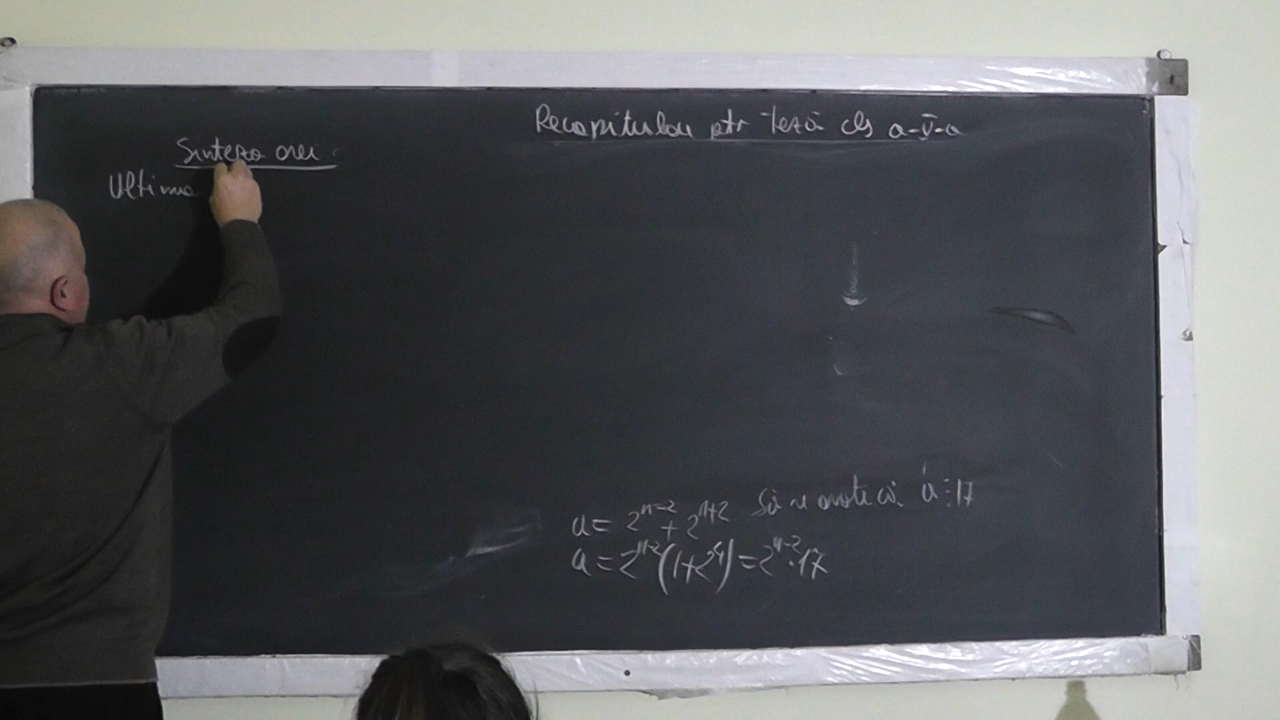 Recapitulare ptr teză cls a-V-a
Sinteza orei
Ultima
a = 2^{n-2} + 2^{n+2} Să se arate că a ⋮ 17
a = 2^{n-2}(1+2^4) = 2^{n-2}·17